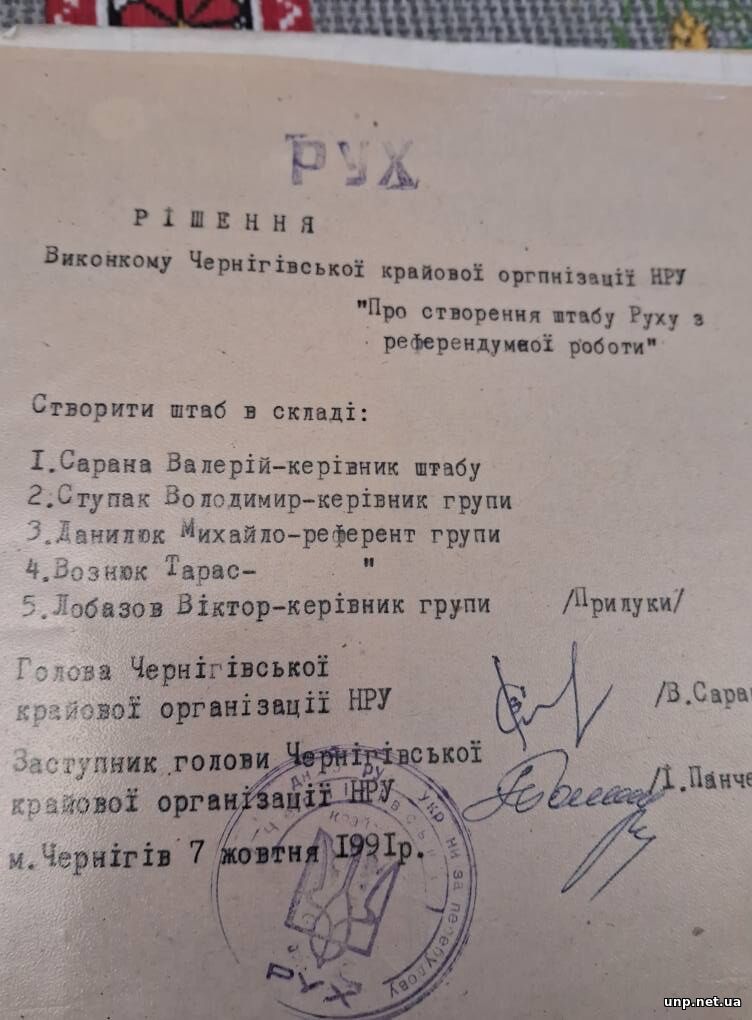 РУХ
РІШЕННЯ
Виконкому Чернігівської крайової оргпнізації НРУ
"Про створення штабу Руху з
референдумної роботи"
Створити штаб в складі:
I.Сарана Валерій-керівник штабу
2.Ступак Володимир-керівник групи
3.Данилюк Михайло-референт групи
4.Вознюк Тарас- "
5.Лобазов Віктор-керівник групи /Прилуки/
Голова Чернігівської
крайової організації НРУ /В.Сара
Заступник голови Чернігівської
крайової організації НРУ /І.Панче
м.Чернігів 7 жовтня I99Iр.
за перебудову
РУХ
unp.net.ua